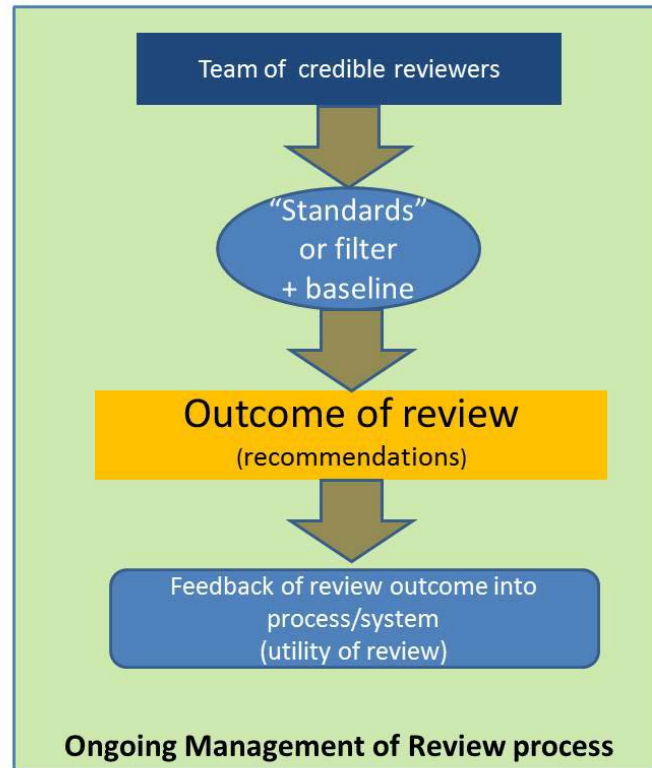 Team of credible reviewers
“Standards”
or filter
+ baseline
Outcome of review
(recommendations)
Feedback of review outcome into
process/system
(utility of review)
Ongoing Management of Review process